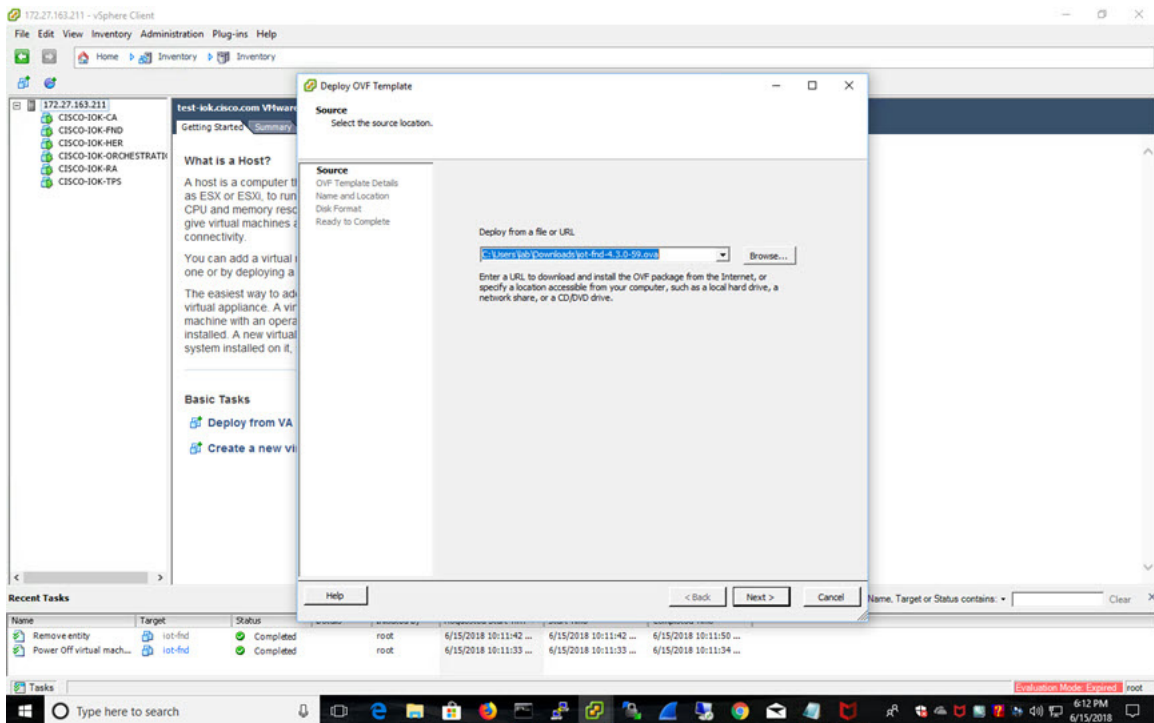 172.27.163.211 - vSphere Client
File Edit View Inventory Administration Plug-ins Help
Home Inventory Inventory
172.27.163.211
CISCO-IOK-CA
CISCO-IOK-FND
CISCO-IOK-HER
CISCO-IOK-ORCHESTRATI
CISCO-IOK-RA
CISCO-IOK-TPS
test-iok.cisco.com VMware
Getting Started Summary
What is a Host?
A host is a computer
as ESX or ESXi, to run
CPU and memory reso
give virtual machines
connectivity.
You can add a virtual
one or by deploying a
The easiest way to ad
virtual appliance. A vir
machine with an opera
installed. A new virtual
system installed on it,
Basic Tasks
Deploy from VA
Create a new vi
Deploy OVF Template
Source
Select the source location.
Source
OVF Template Details
Name and Location
Disk Format
Ready to Complete
Deploy from a file or URL
C:\Users\lab\Downloads\iot-fnd-4.3.0-59.ova
Browse...
Enter a URL to download and install the OVF package from the Internet, or
specify a location accessible from your computer, such as a local hard drive, a
network share, or a CD/DVD drive.
Help < Back Next > Cancel
Recent Tasks
Name, Target or Status contains: Clear
Name Target Status
Remove entity iot-fnd Completed root 6/15/2018 10:11:42 ... 6/15/2018 10:11:42 ... 6/15/2018 10:11:50 ...
Power Off virtual mach... iot-fnd Completed root 6/15/2018 10:11:33 ... 6/15/2018 10:11:33 ... 6/15/2018 10:11:34 ...
Tasks
Evaluation Mode: Expired root
Type here to search
6:12 PM
6/15/2018